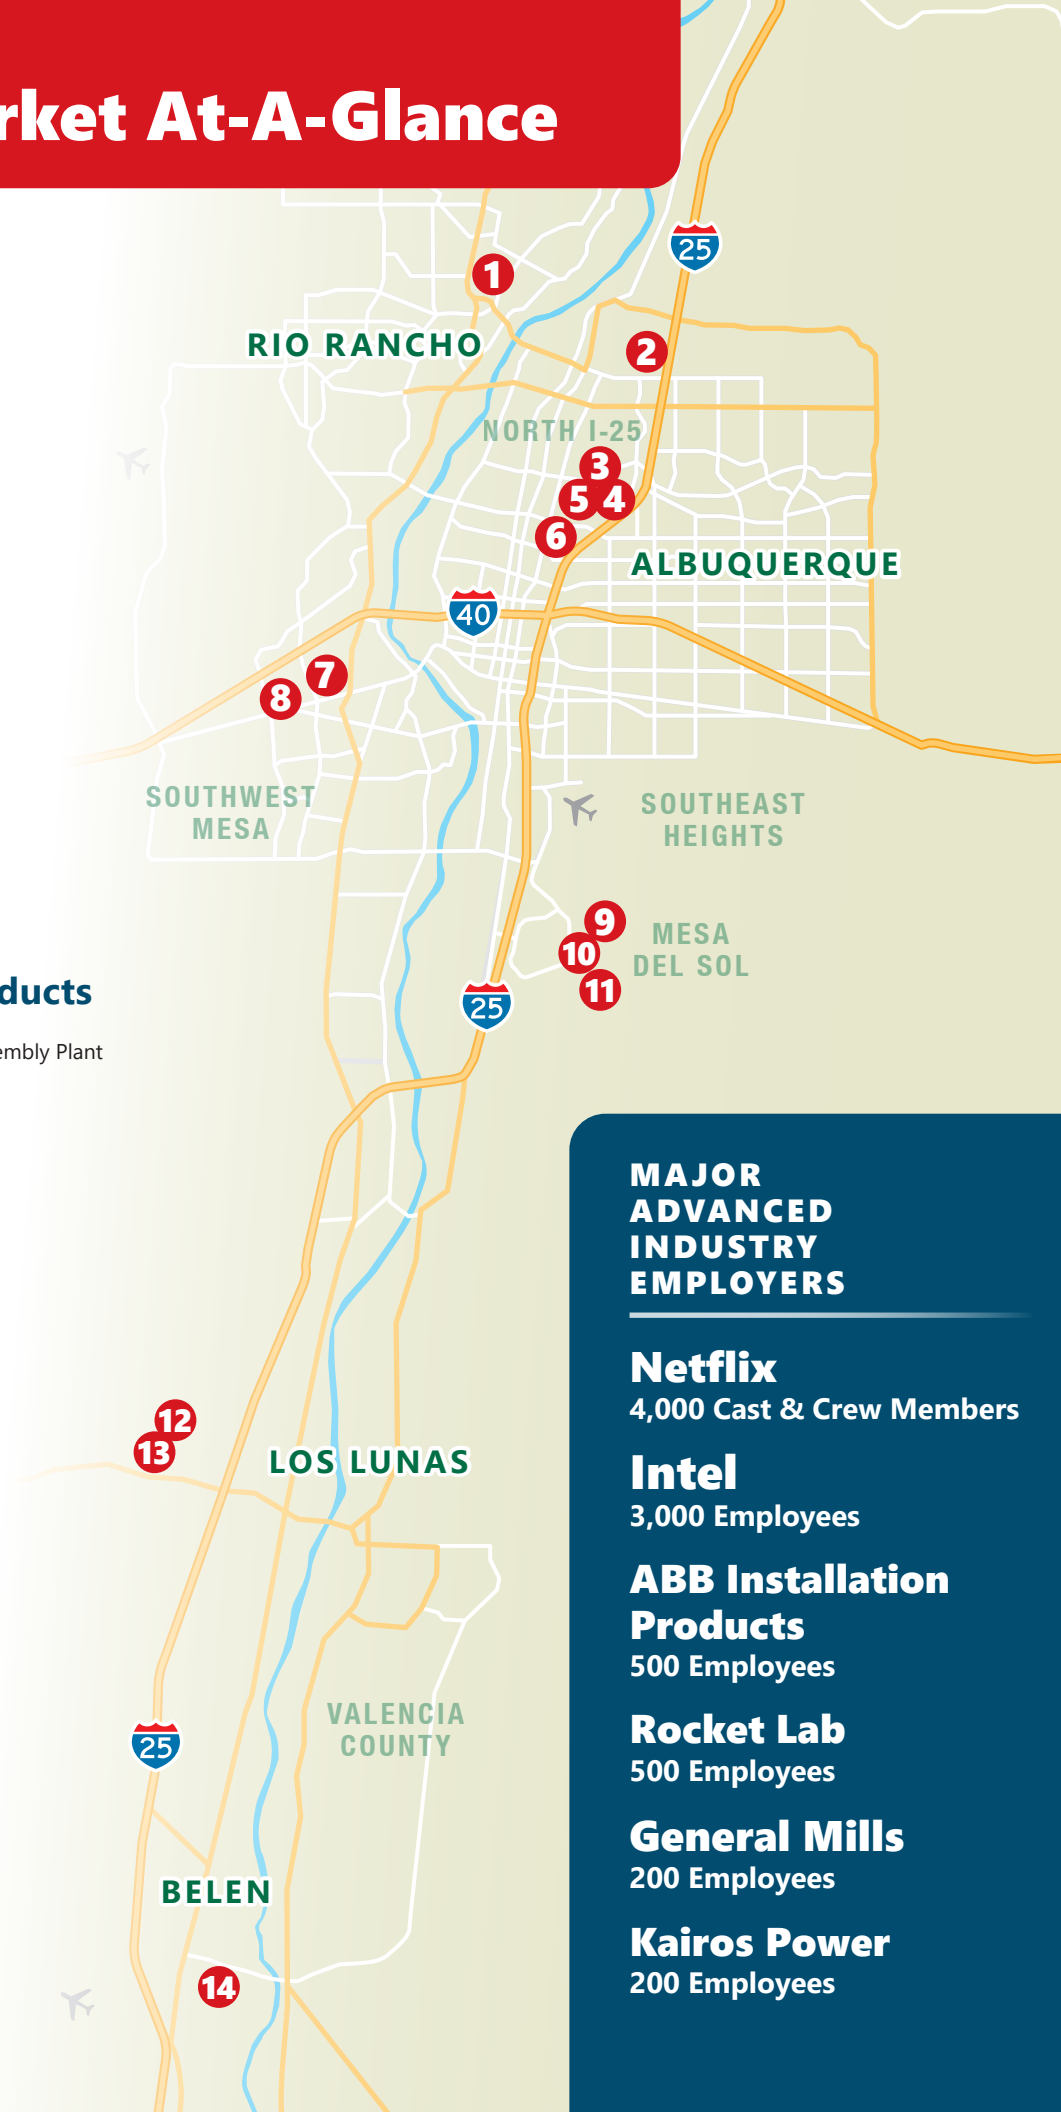 rket At-A-Glance
25
1
RIO RANCHO
2
NORTH I-25
3
5 4
6
ALBUQUERQUE
40
7
8
SOUTHWEST
MESA
SOUTHEAST
HEIGHTS
9
MESA
10
DEL SOL
11
ducts
25
embly Plant
MAJOR
ADVANCED
INDUSTRY
EMPLOYERS
Netflix
4,000 Cast & Crew Members
Intel
3,000 Employees
ABB Installation
Products
500 Employees
Rocket Lab
500 Employees
General Mills
200 Employees
Kairos Power
200 Employees
12
13
LOS LUNAS
VALENCIA
COUNTY
25
BELEN
14